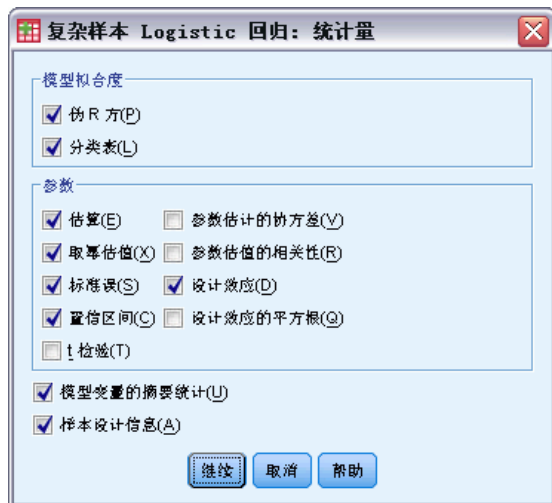 复杂样本 Logistic 回归: 统计量
模型拟合度
伪 R 方(P)
分类表(L)
参数
估算(E) 参数估计的协方差(V)
取幂估值(X) 参数估值的相关性(R)
标准误(S) 设计效应(D)
置信区间(C) 设计效应的平方根(Q)
t 检验(T)
模型变量的摘要统计(U)
样本设计信息(A)
继续 取消 帮助